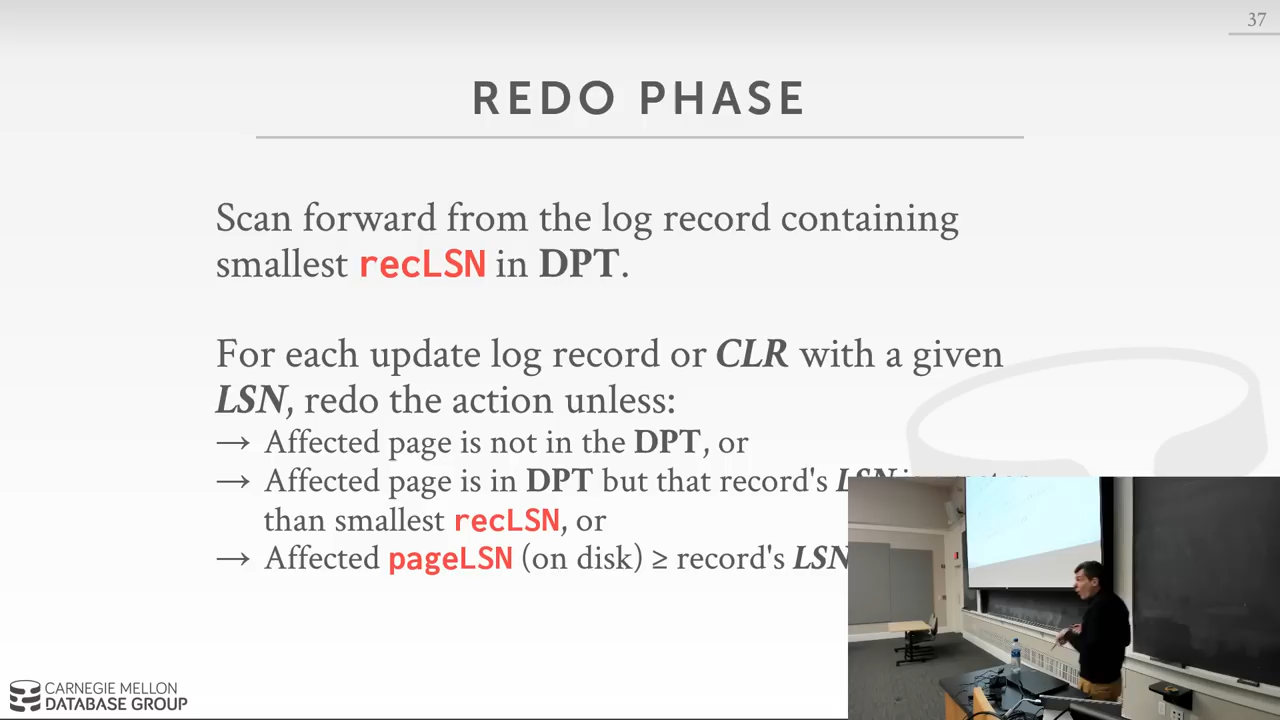 37
REDO PHASE
Scan forward from the log record containing
smallest recLSN in DPT.
For each update log record or CLR with a given
LSN, redo the action unless:
→ Affected page is not in the DPT, or
→ Affected page is in DPT but that record's LSN
than smallest recLSN, or
→ Affected pageLSN (on disk) ≥ record's LSN
CARNEGIE MELLON
DATABASE GROUP